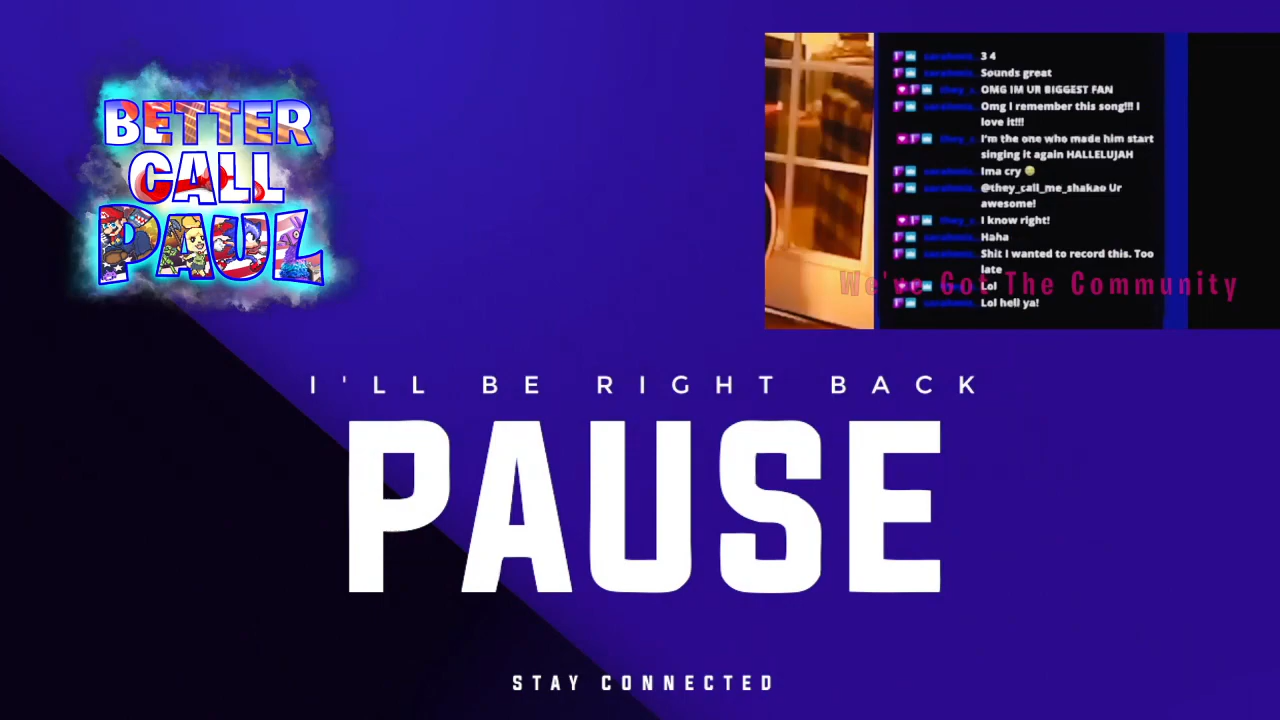 BETTER
CALL
PAUL
3 4
Sounds great
OMG IM UR BIGGEST FAN
Omg I remember this song!!! I
love it!!!
I'm the one who made him start
singing it again HALLELUJAH
Ima cry
@they_call_me_shakao Ur
awesome!
I know right!
Haha
Shit I wanted to record this. Too
late
We've Got The Community
Lol
Lol hell ya!
I'LL BE RIGHT BACK
PAUSE
STAY CONNECTED